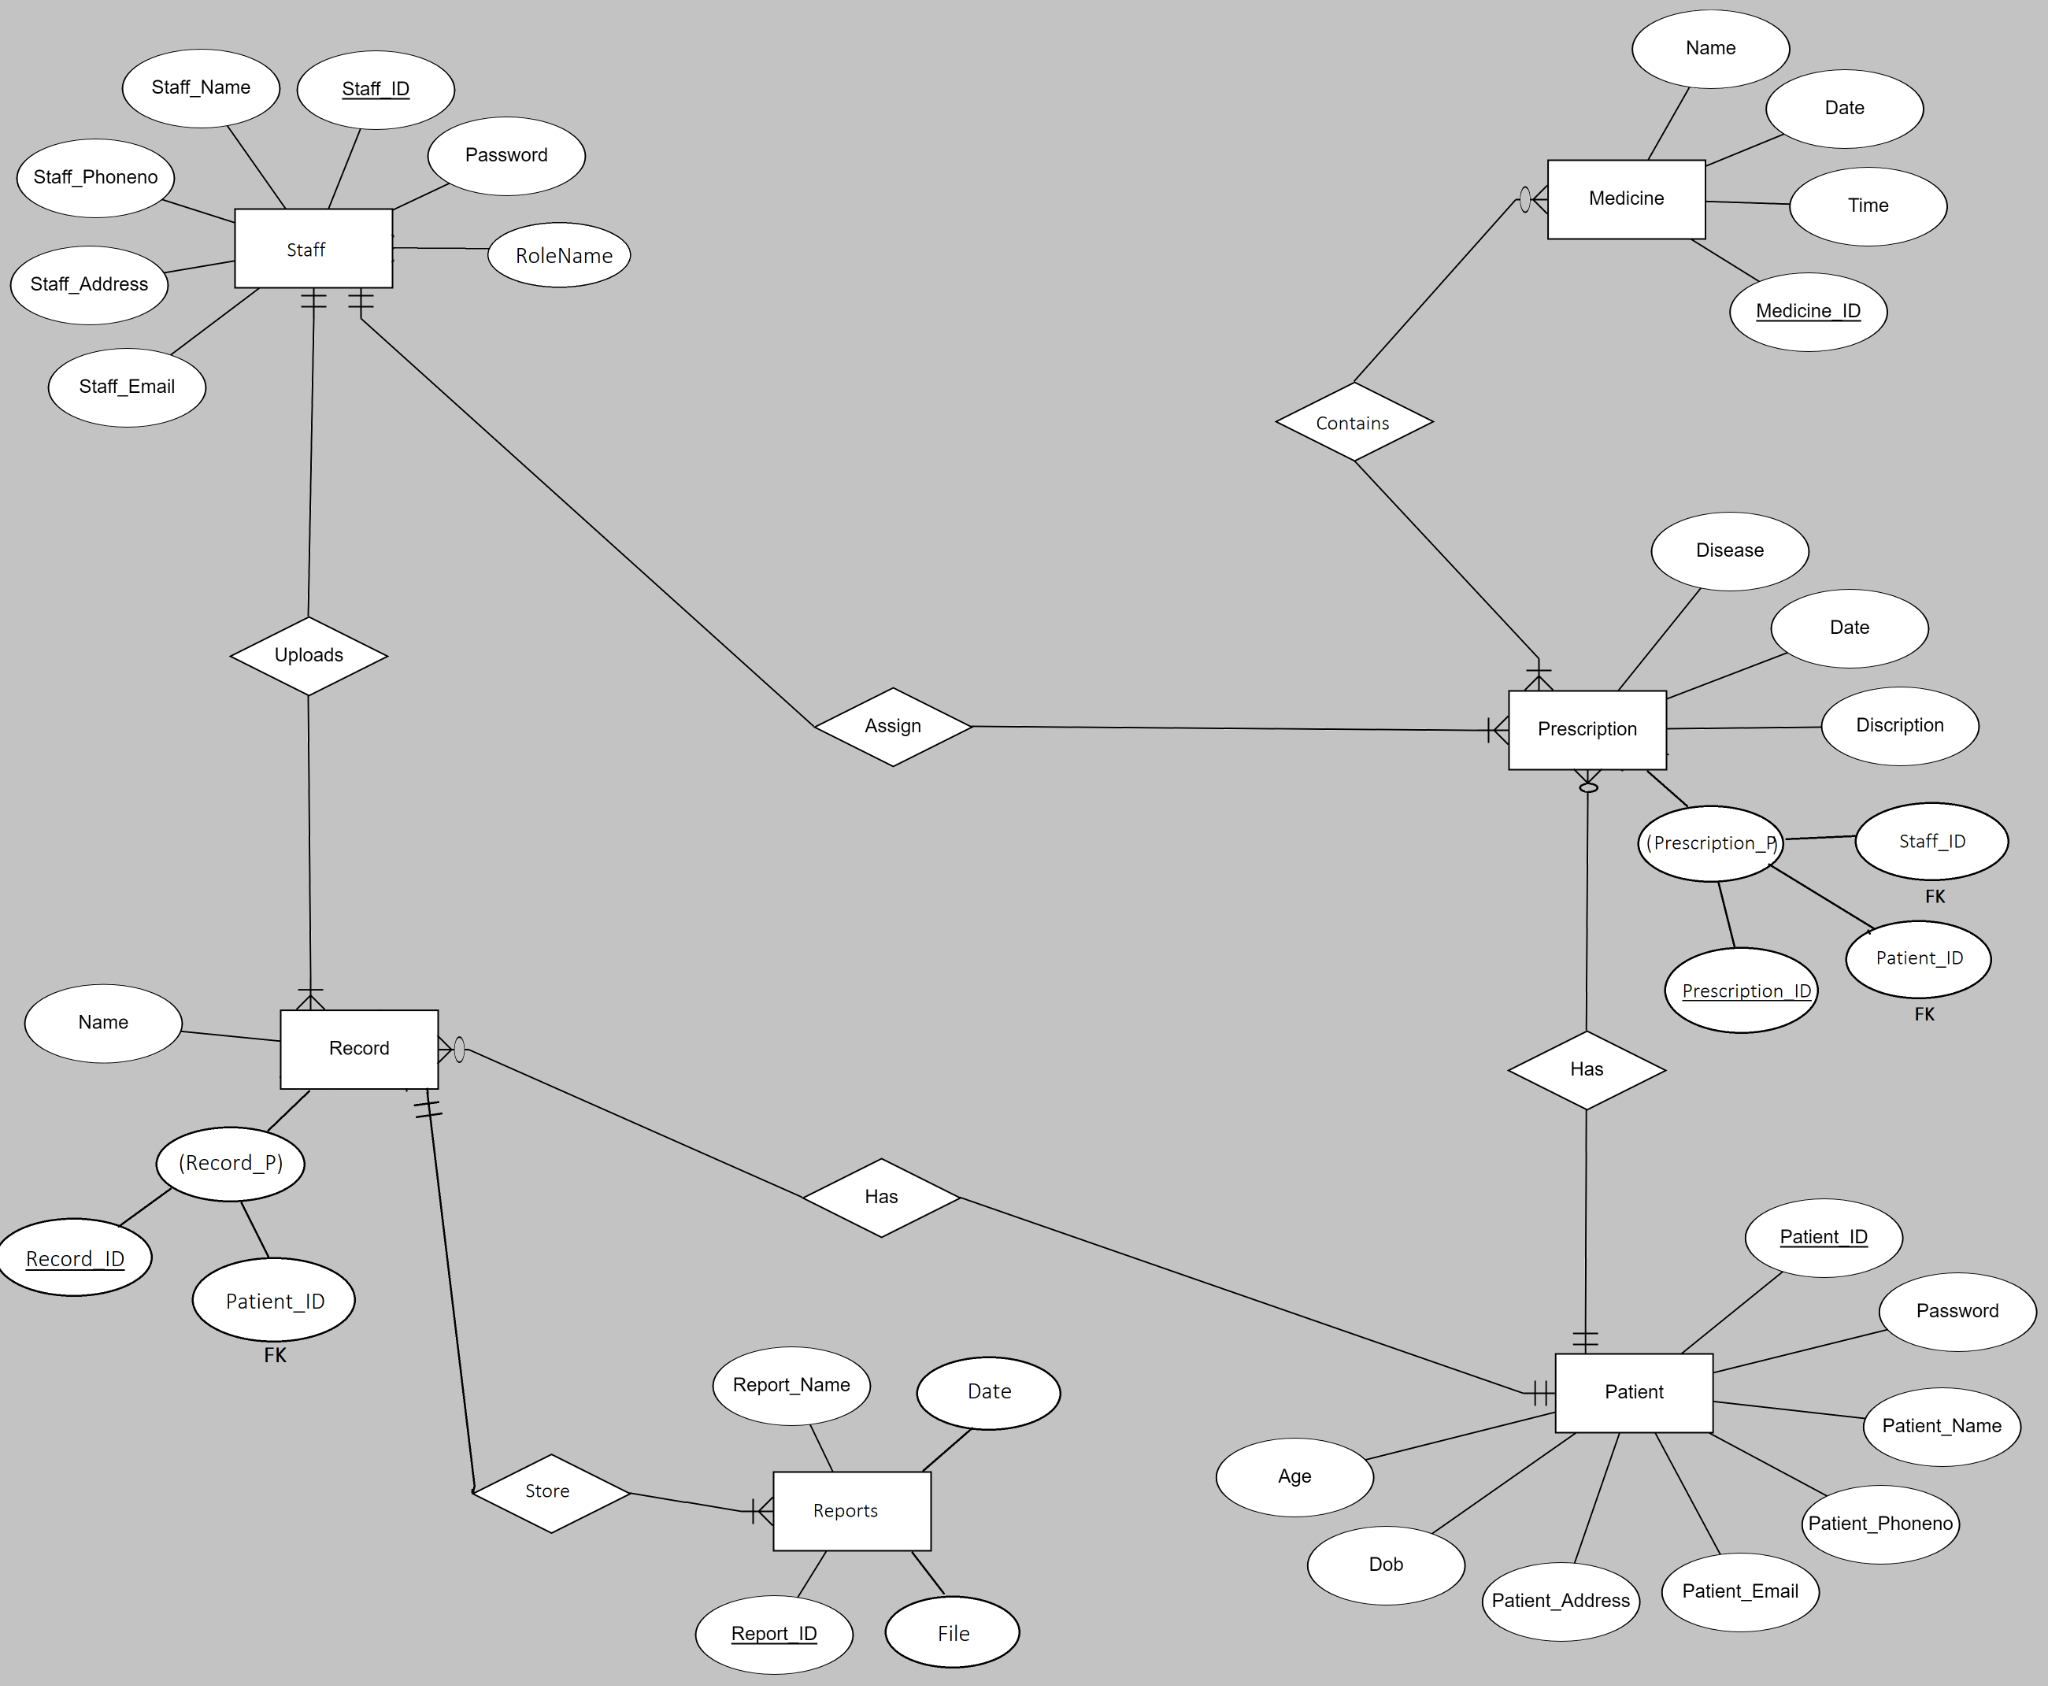 Name
Staff_Name
Staff_ID
Date
Password
Staff_Phoneno
Medicine
Time
Staff
RoleName
Staff_Address
Medicine_ID
Staff_Email
Contains
Disease
Date
Uploads
Assign
Prescription
Discription
(Prescription_P)
Staff_ID
FK
Patient_ID
Prescription_ID
FK
Name
Record
Has
(Record_P)
Has
Record_ID
Patient_ID
Patient_ID
FK
Password
Report_Name
Date
Patient
Patient_Name
Age
Store
Reports
Patient_Phoneno
Dob
Patient_Address
Patient_Email
Report_ID
File